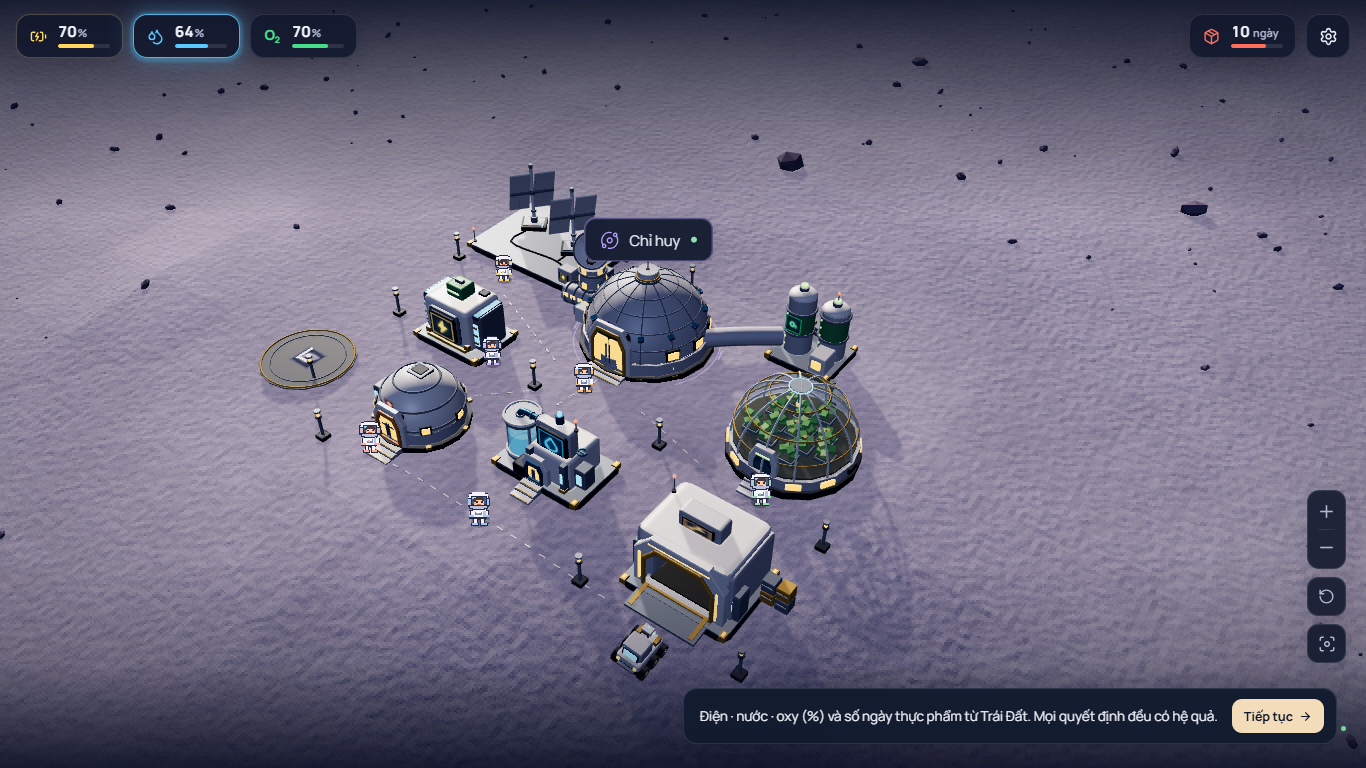 70%
64%
O₂ 70%
10 ngày
Chỉ huy
Điện · nước · oxy (%) và số ngày thực phẩm từ Trái Đất. Mọi quyết định đều có hệ quả.
Tiếp tục →